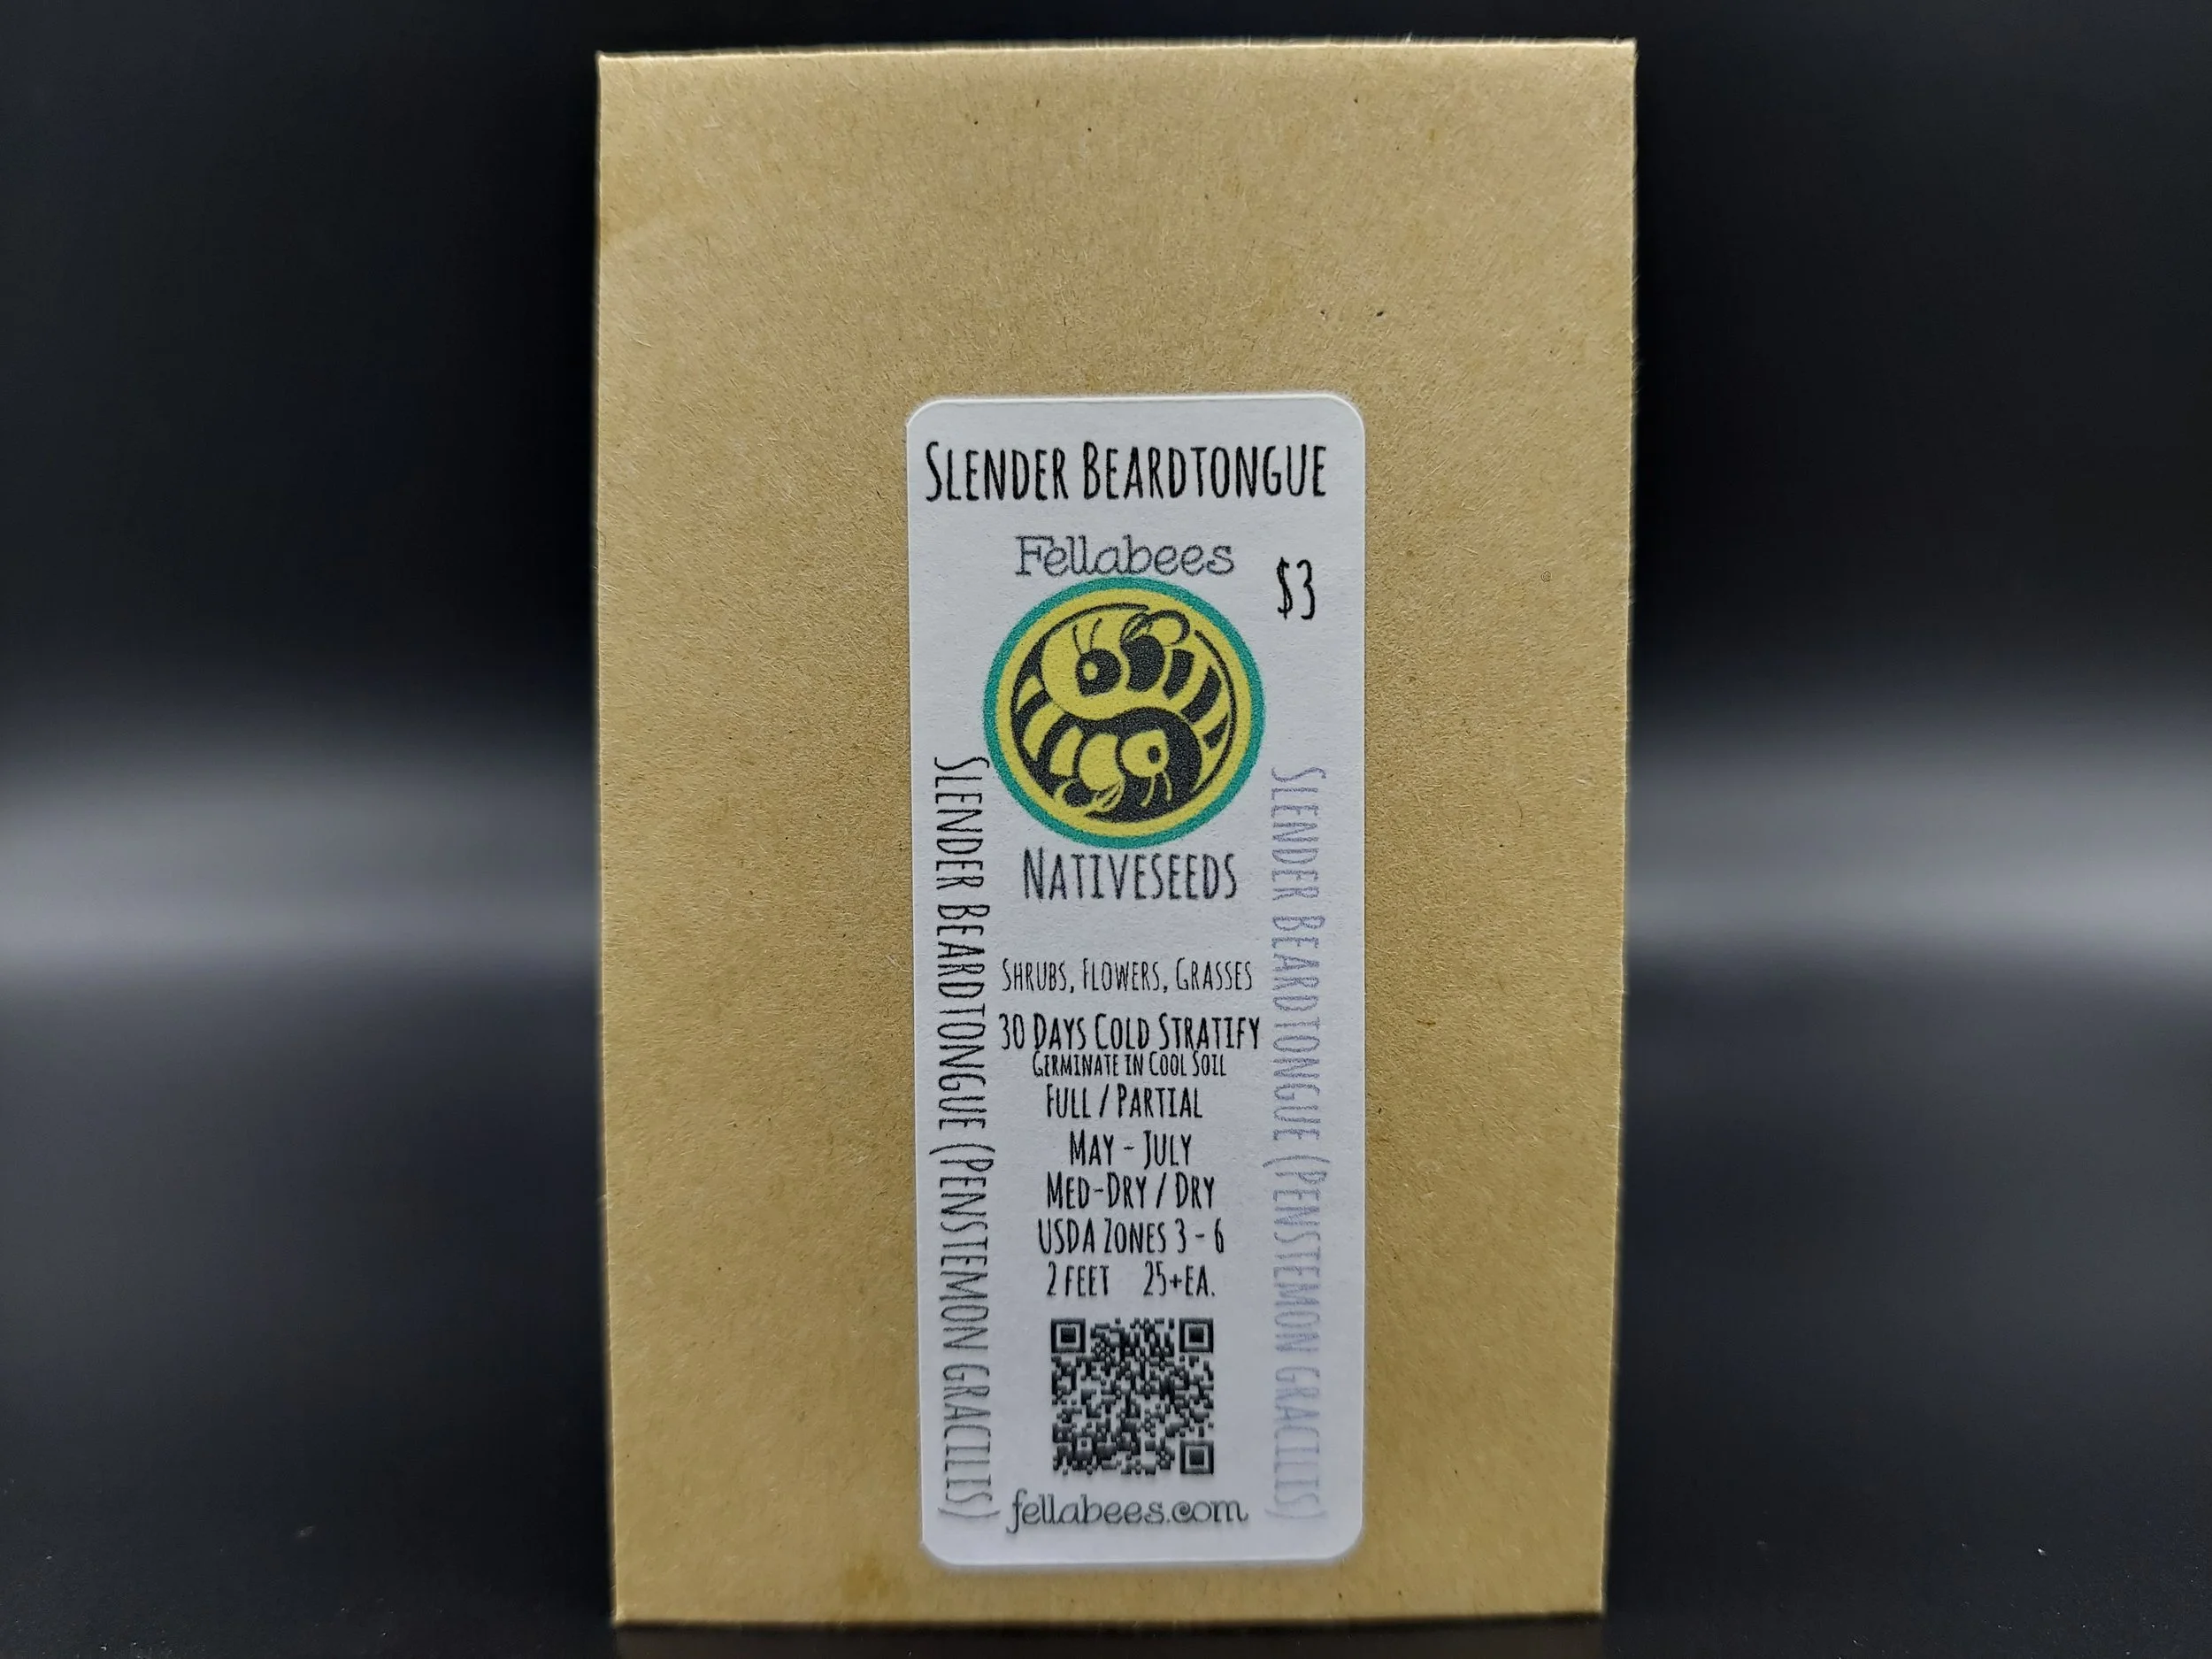 Slender Beardtongue
Fellabees
$3
Nativeseeds
Slender Beardtongue (Penstemon gracilis)
Slender Beardtongue (Penstemon gracilis)
Shrubs, Flowers, Grasses
30 Days Cold Stratify
Germinate in Cool Soil
Full / Partial
May - July
Med-Dry / Dry
USDA Zones 3 - 6
2 feet 25+ea.
fellabees.com